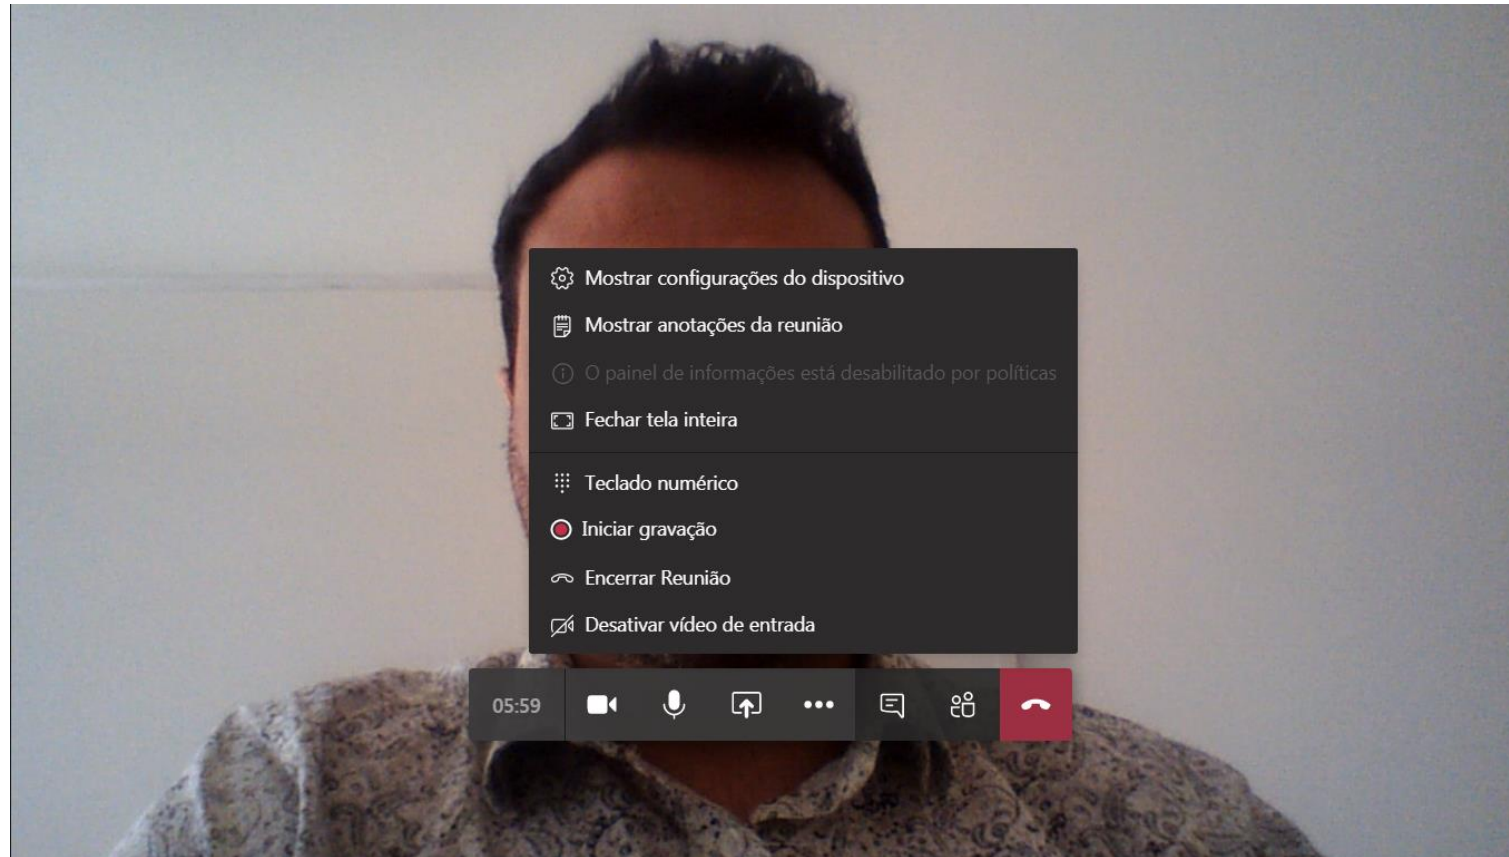 Mostrar configurações do dispositivo
Mostrar anotações da reunião
O painel de informações está desabilitado por políticas
Fechar tela inteira
Teclado numérico
Iniciar gravação
Encerrar Reunião
Desativar vídeo de entrada
05:59